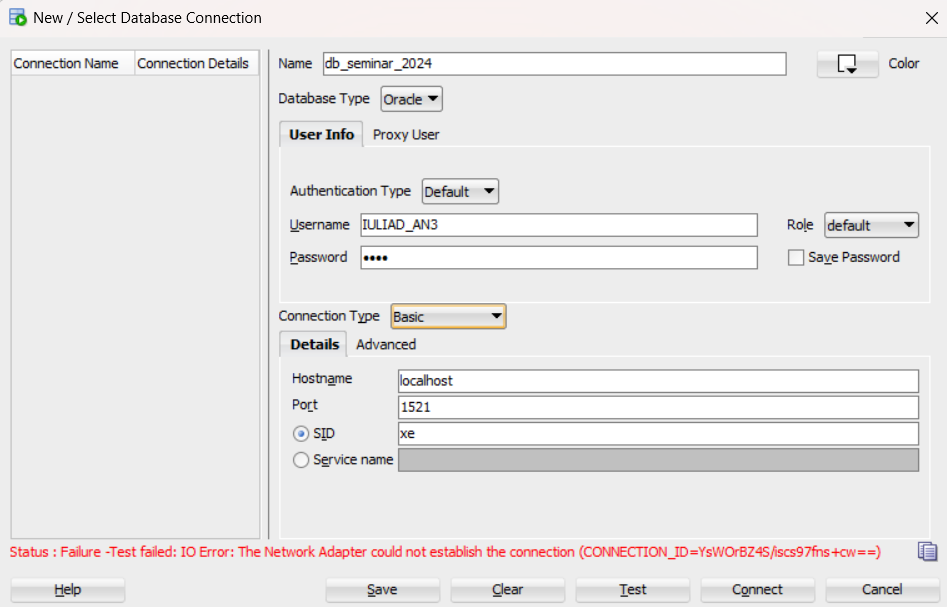 New / Select Database Connection
Connection Name Connection Details
Name db_seminar_2024 Color
Database Type Oracle
User Info Proxy User
Authentication Type Default
Username IULIAD_AN3 Role default
Password •••• Save Password
Connection Type Basic
Details Advanced
Hostname localhost
Port 1521
SID xe
Service name
Status : Failure -Test failed: IO Error: The Network Adapter could not establish the connection (CONNECTION_ID=YsWOrBZ4S/iscs97fns+cw==)
Help Save Clear Test Connect Cancel